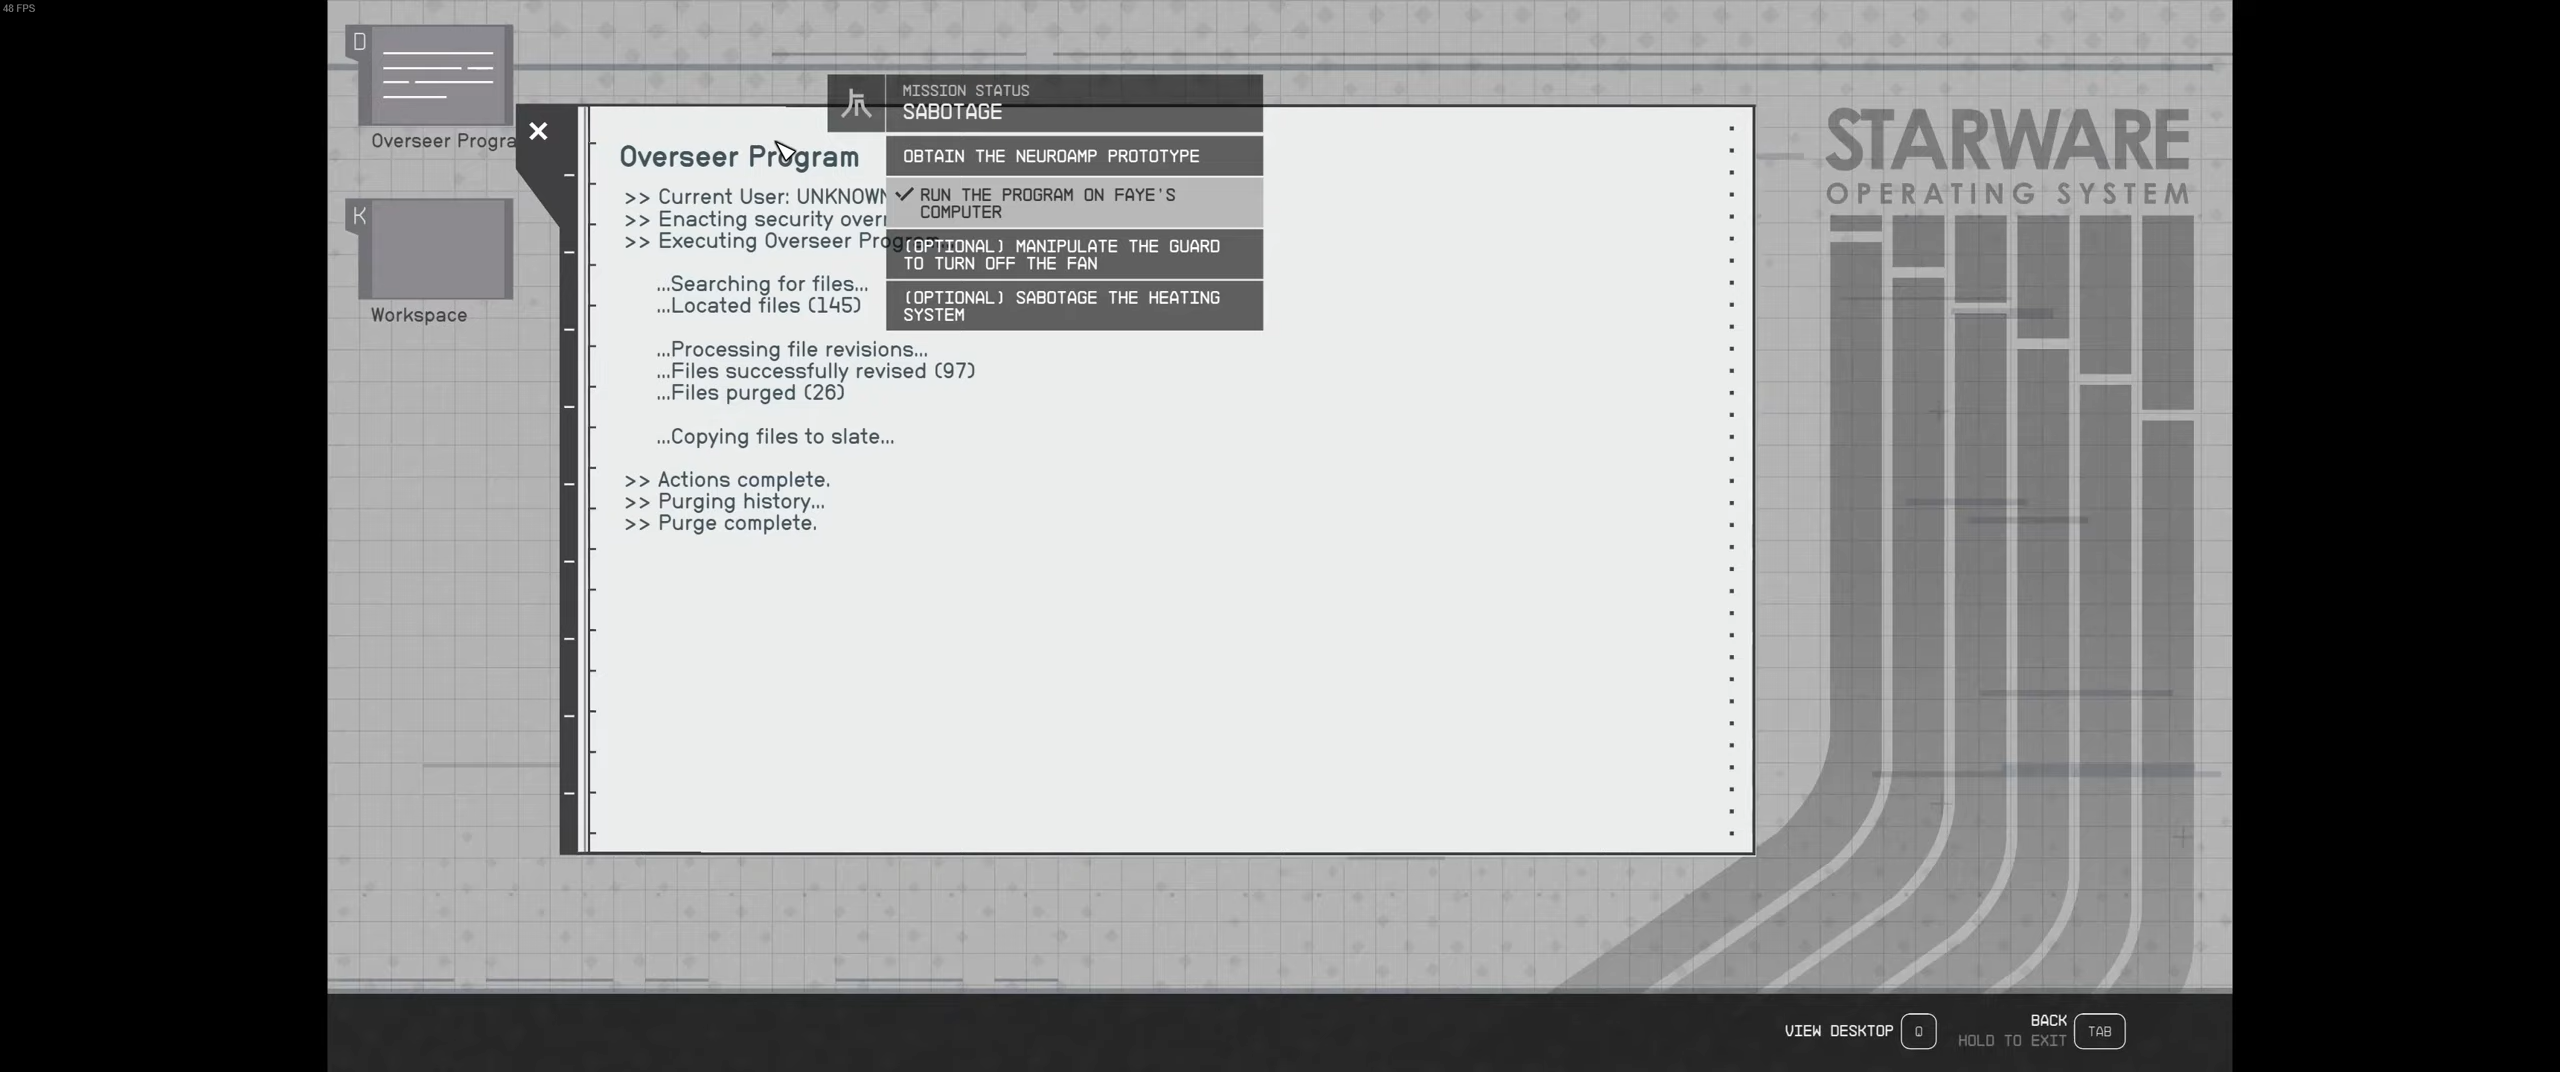 48 FPS
D
Overseer Progra
K
Workspace
MISSION STATUS
SABOTAGE
OBTAIN THE NEUROAMP PROTOTYPE
RUN THE PROGRAM ON FAYE'S
COMPUTER
(OPTIONAL) MANIPULATE THE GUARD
TO TURN OFF THE FAN
(OPTIONAL) SABOTAGE THE HEATING
SYSTEM
Overseer Program
>> Current User: UNKNOWN
>> Enacting security over
>> Executing Overseer Program
...Searching for files...
...Located files (145)
...Processing file revisions...
...Files successfully revised (97)
...Files purged (26)
...Copying files to slate...
>> Actions complete.
>> Purging history...
>> Purge complete.
STARWARE
OPERATING SYSTEM
VIEW DESKTOP Q
BACK
HOLD TO EXIT
TAB